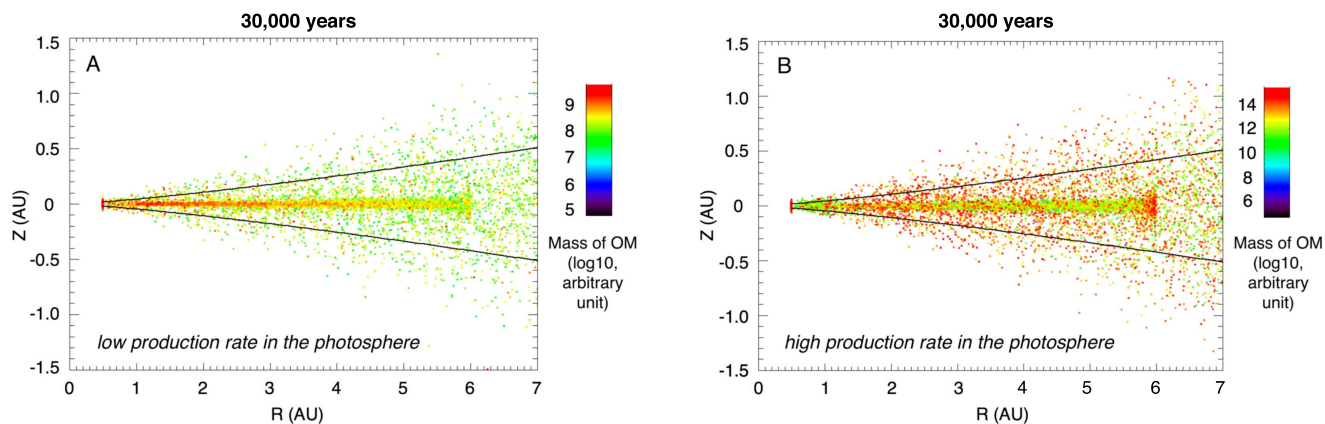 30,000 years
A
1.5
1.0
0.5
0
-0.5
-1.0
-1.5
Z (AU)
low production rate in the photosphere
0 1 2 3 4 5 6 7
R (AU)
9
8
7
6
5
Mass of OM
(log10,
arbitrary
unit)
30,000 years
B
1.5
1.0
0.5
0
-0.5
-1.0
-1.5
Z (AU)
high production rate in the photosphere
0 1 2 3 4 5 6 7
R (AU)
14
12
10
8
6
Mass of OM
(log10,
arbitrary
unit)